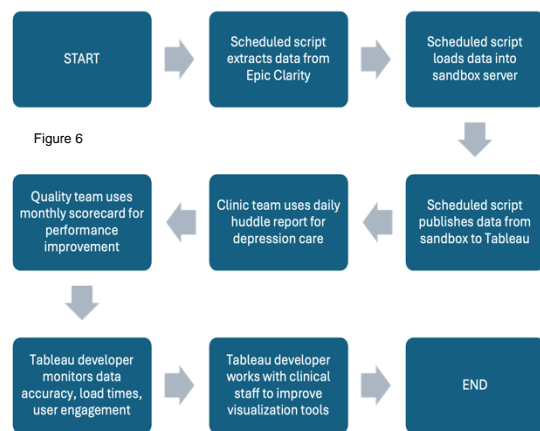 START
Scheduled script
extracts data from
Epic Clarity
Scheduled script
loads data into
sandbox server
Figure 6
Scheduled script
publishes data from
sandbox to Tableau
Clinic team uses daily
huddle report for
depression care
Quality team uses
monthly scorecard for
performance
improvement
Tableau developer
monitors data
accuracy, load times,
user engagement
Tableau developer
works with clinical
staff to improve
visualization tools
END